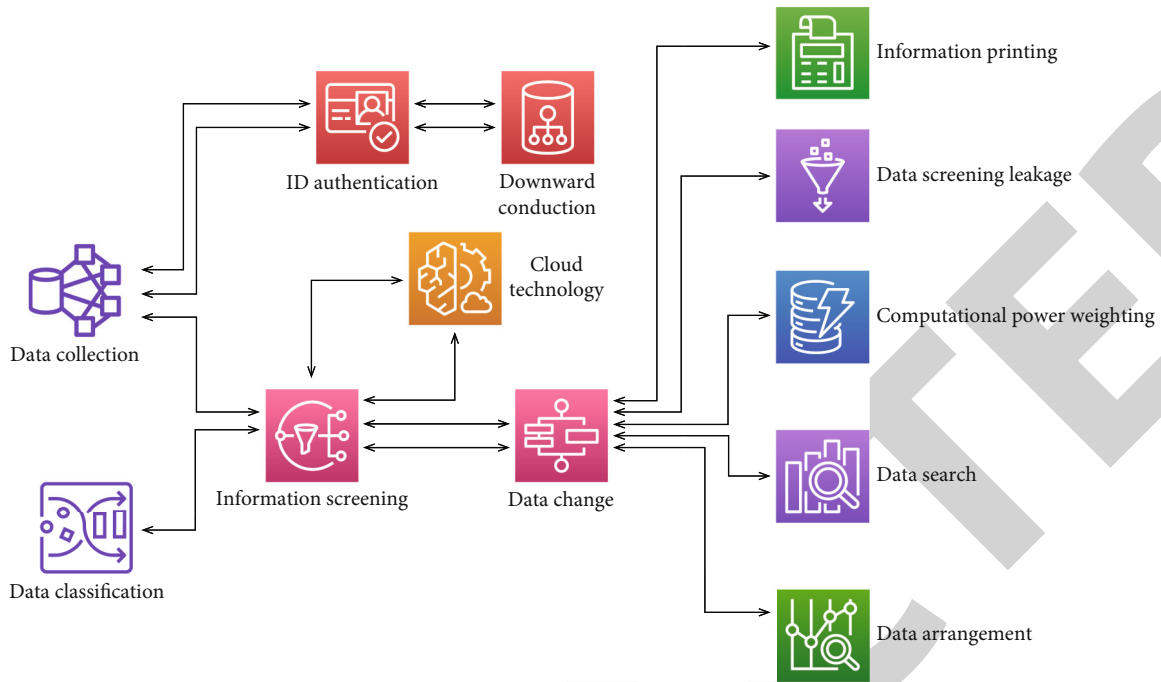 Information printing
ID authentication
Downward
conduction
Data screening leakage
Cloud
technology
Data collection
Computational power weighting
Information screening
Data change
Data search
Data classification
Data arrangement